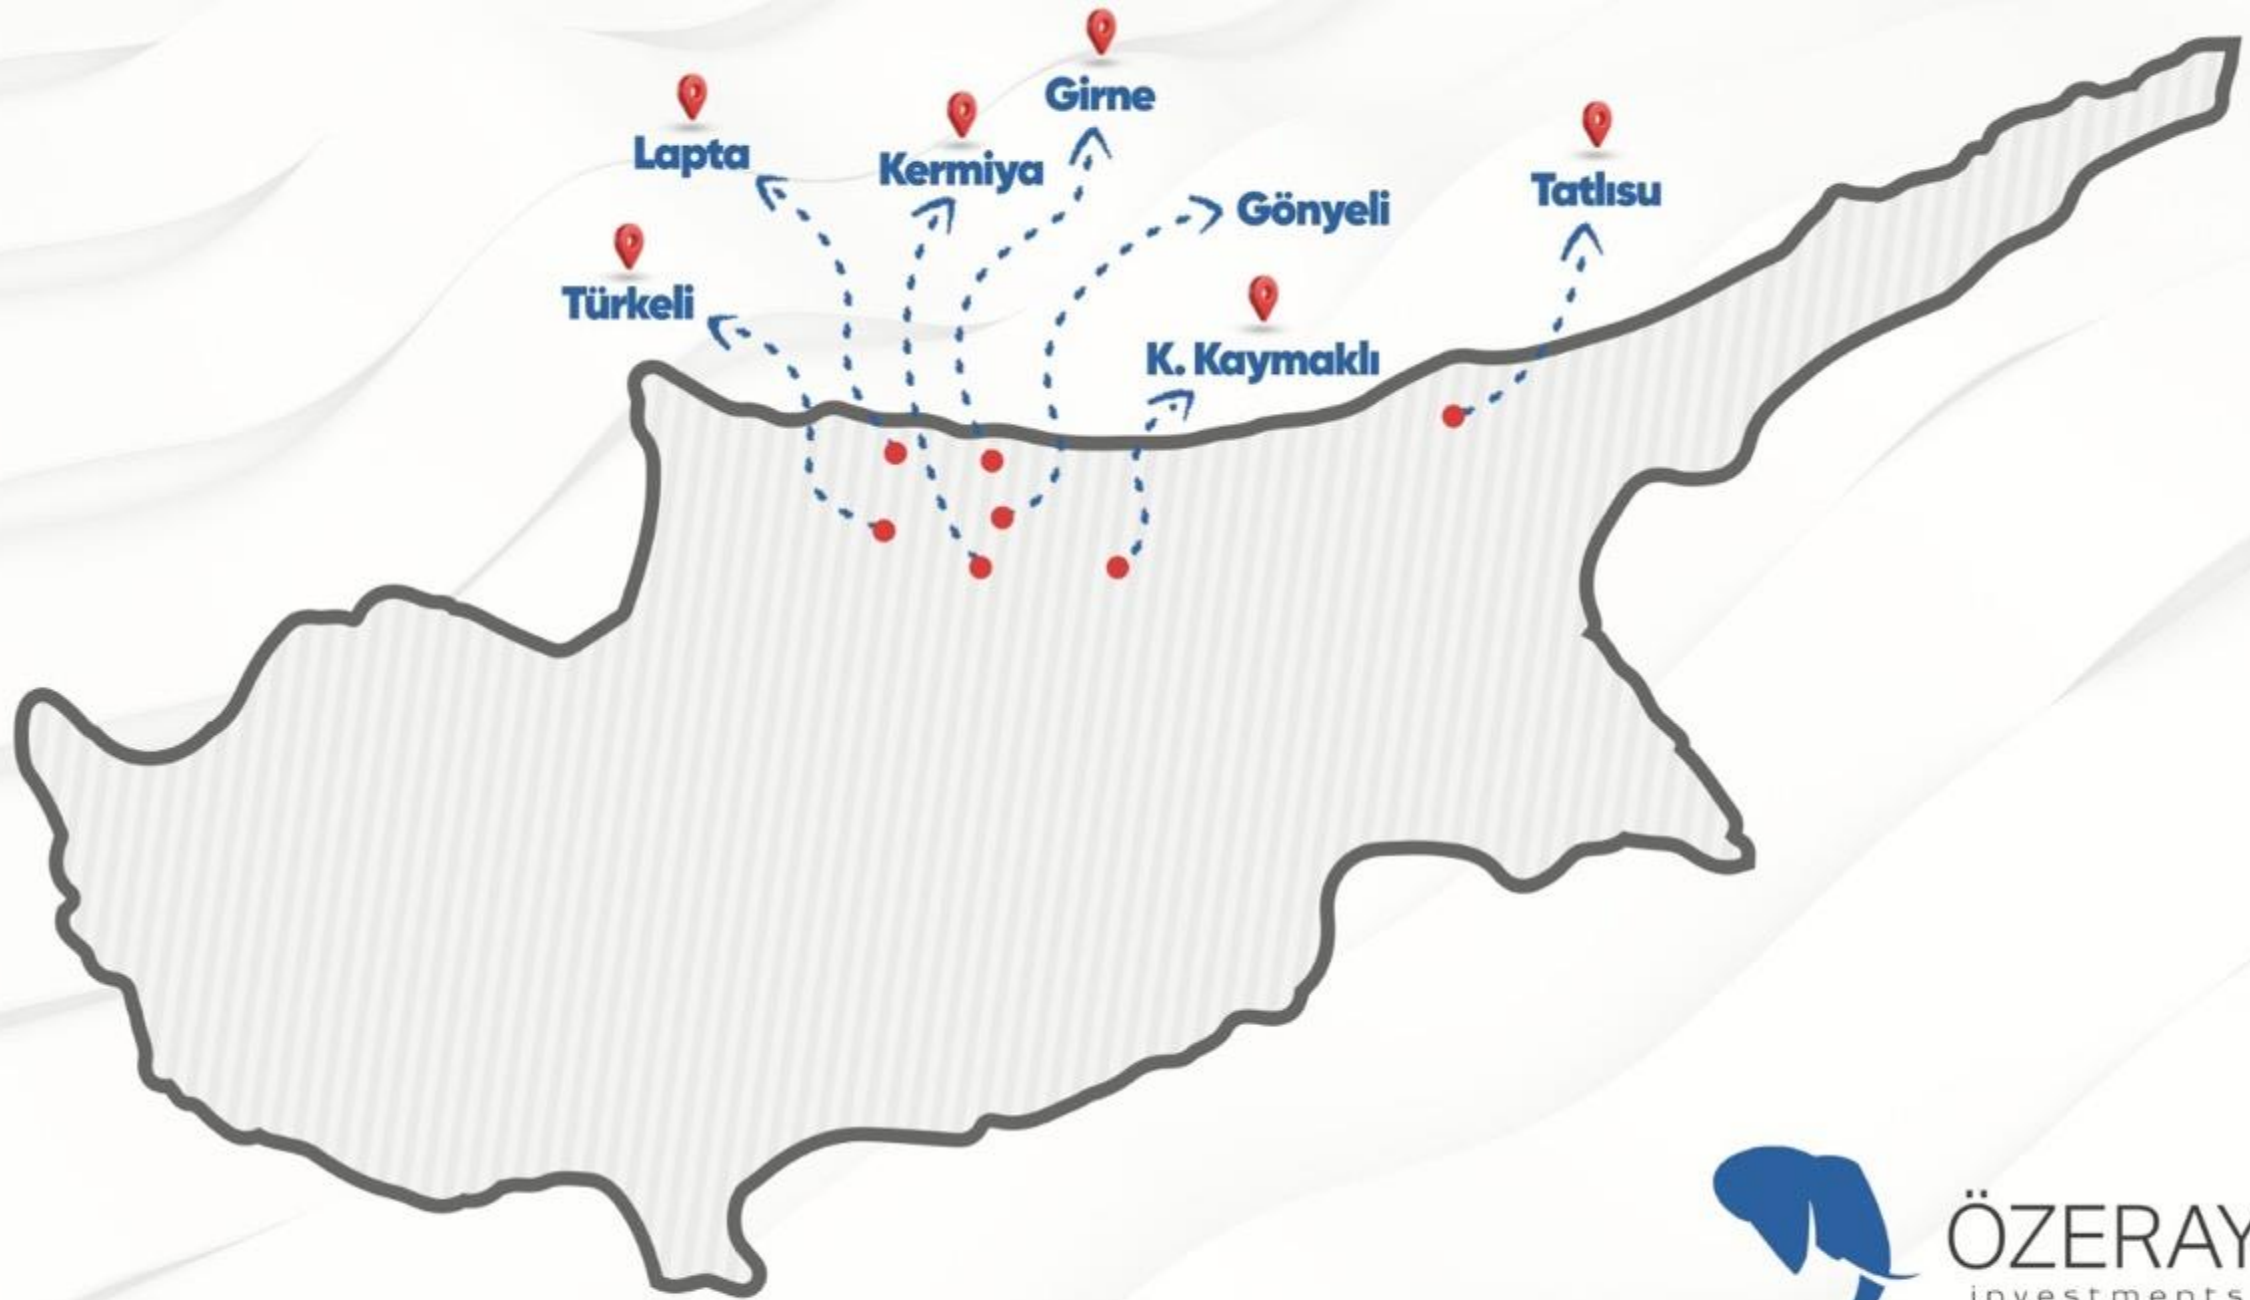 Girne
Lapta
Kermiya
Tatlısu
Gönyeli
Türkeli
K. Kaymaklı
ÖZERAY
investments